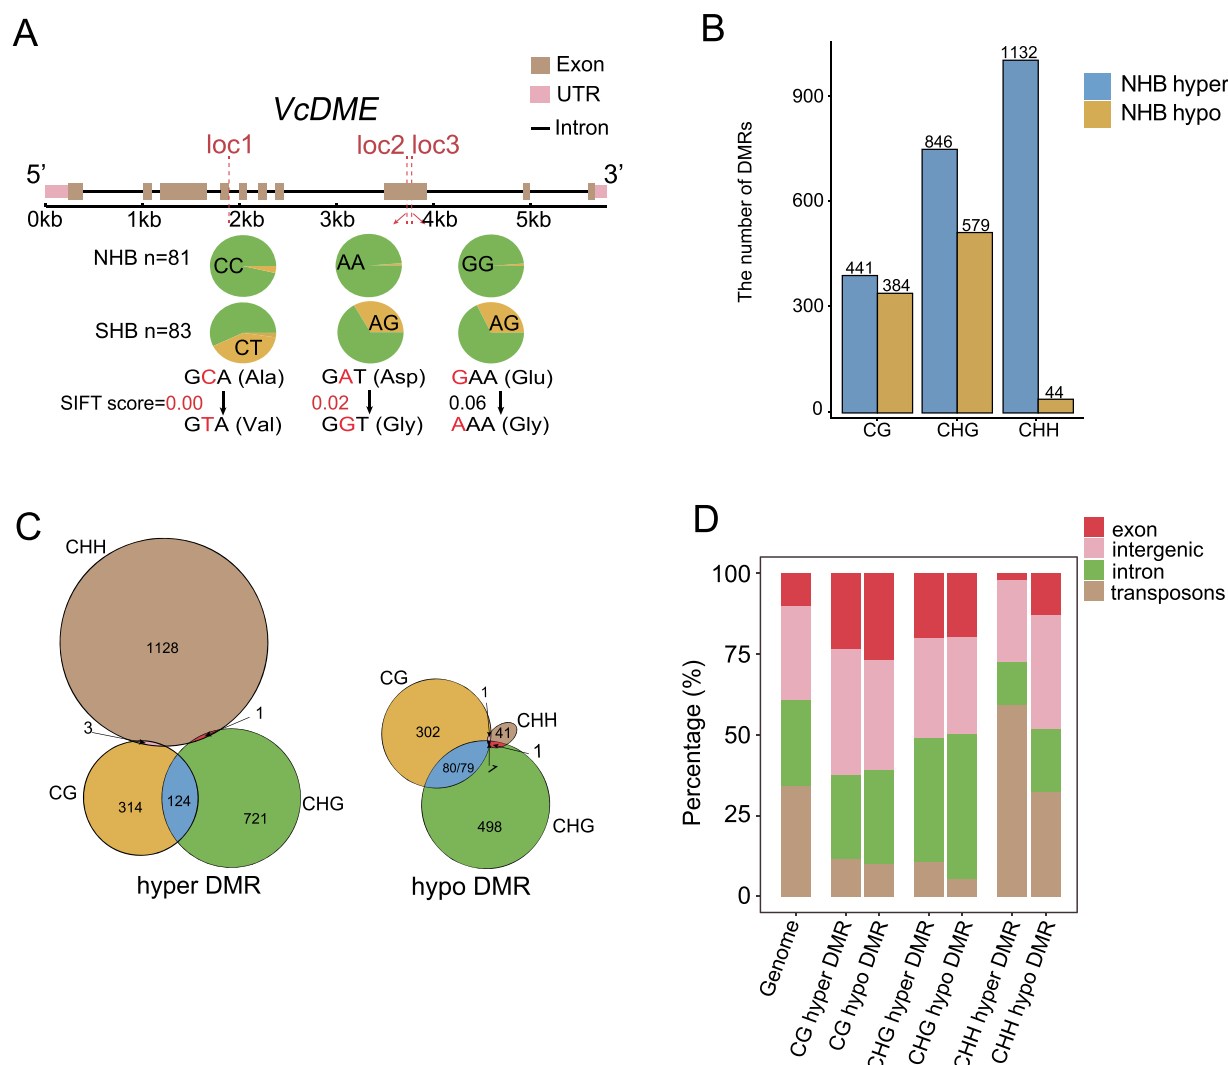 A
Exon
UTR
Intron
VcDME
loc1
loc2 loc3
5’ 3’
0kb 1kb 2kb 3kb 4kb 5kb
NHB n=81 CC AA GG
SHB n=83 CT AG AG
GCA (Ala) GAT (Asp) GAA (Glu)
SIFT score=0.00 0.02 0.06
GTA (Val) GGT (Gly) AAA (Gly)
B
NHB hyper
NHB hypo
The number of DMRs
900
600
300
0
441
384
846
579
1132
44
CG CHG CHH
C
CHH
1128
3
1
CG
314
124
721
CHG
hyper DMR
CG
302
1
CHH
41
80/79
1
1
498
CHG
hypo DMR
D
exon
intergenic
intron
transposons
Percentage (%)
100
75
50
25
0
Genome
CG hyper DMR
CG hypo DMR
CHG hyper DMR
CHG hypo DMR
CHH hyper DMR
CHH hypo DMR